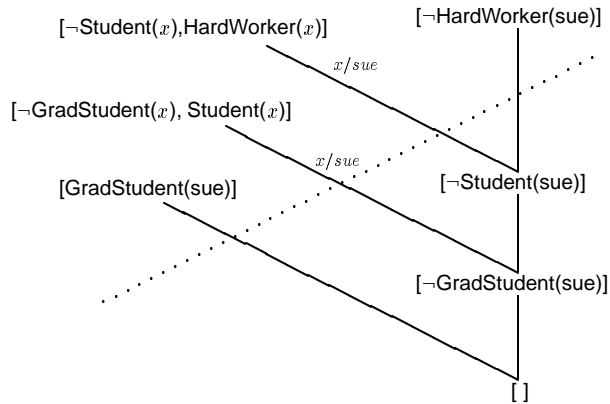 [¬Student(x),HardWorker(x)]
[¬HardWorker(sue)]
x/sue
[¬GradStudent(x), Student(x)]
x/sue
[GradStudent(sue)]
[¬Student(sue)]
[¬GradStudent(sue)]
[ ]